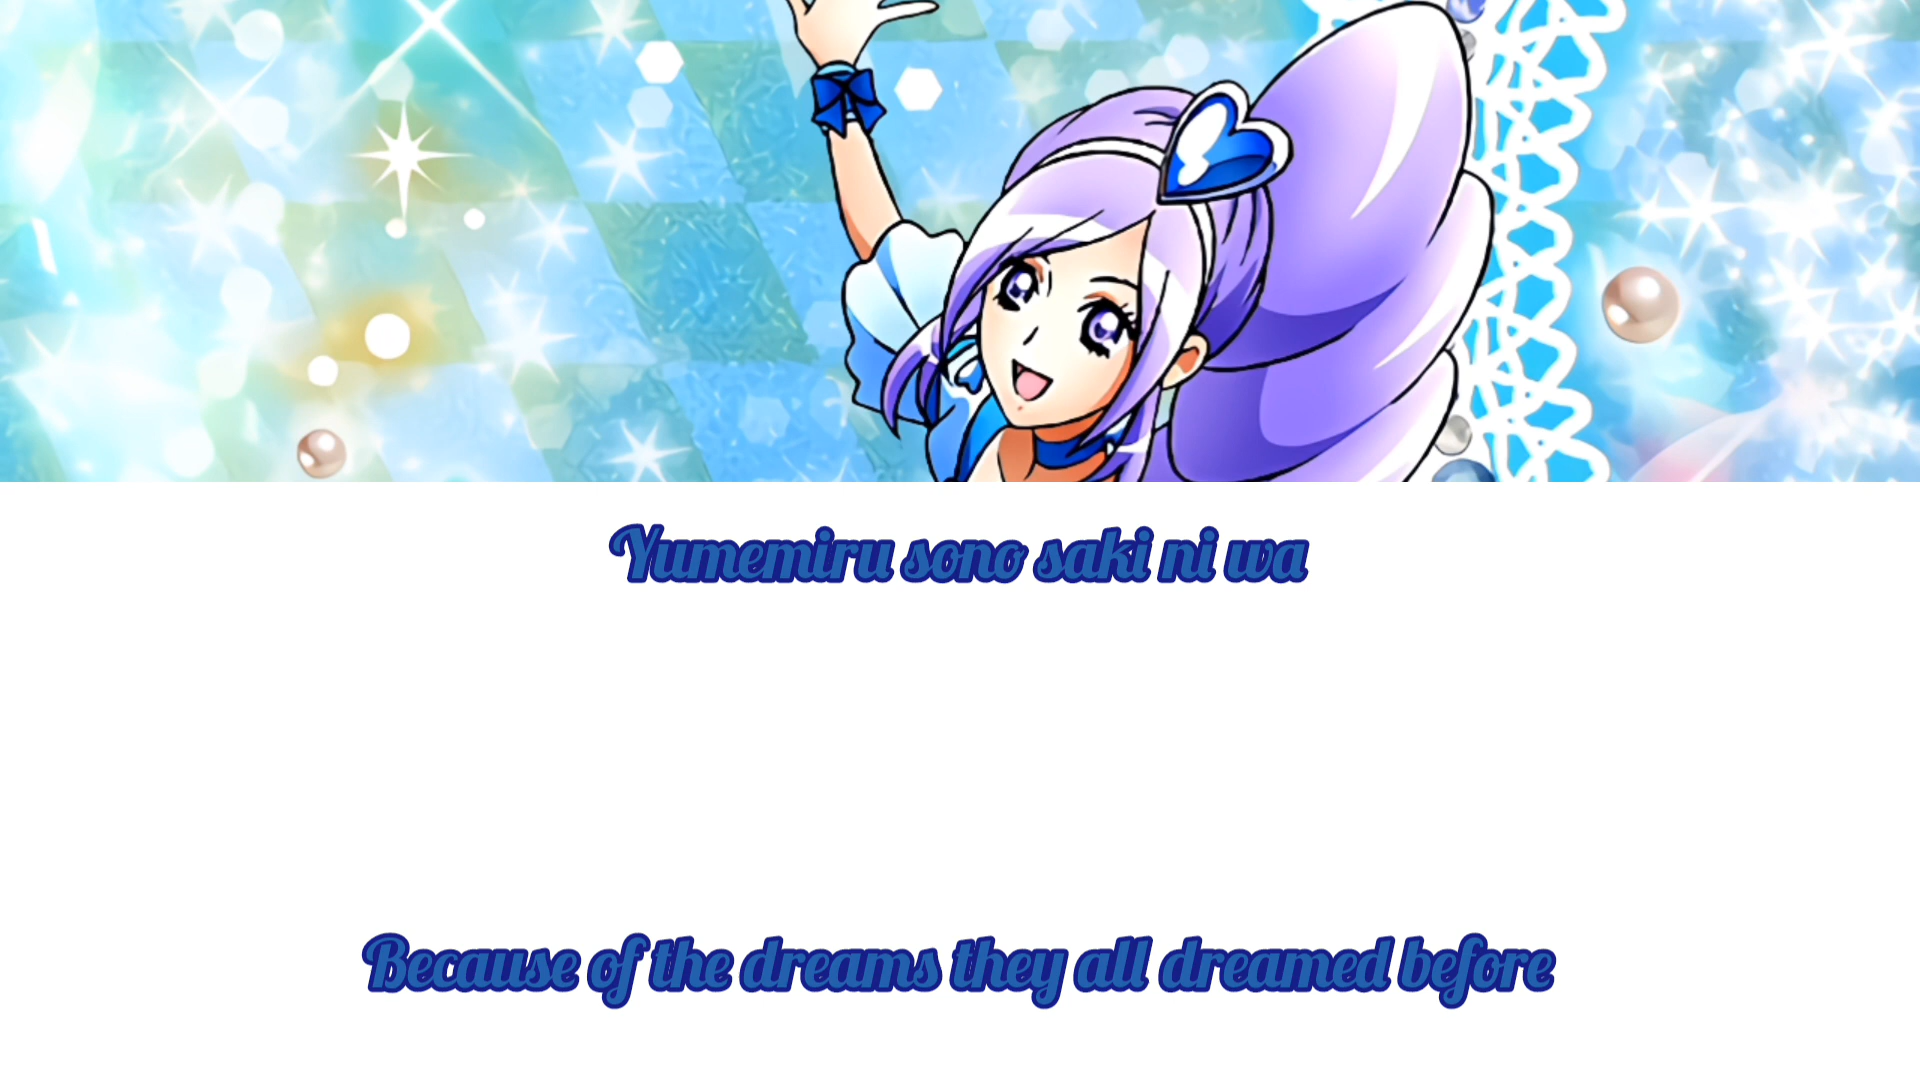 Yumemiru sono saki ni wa
Because of the dreams they all dreamed before